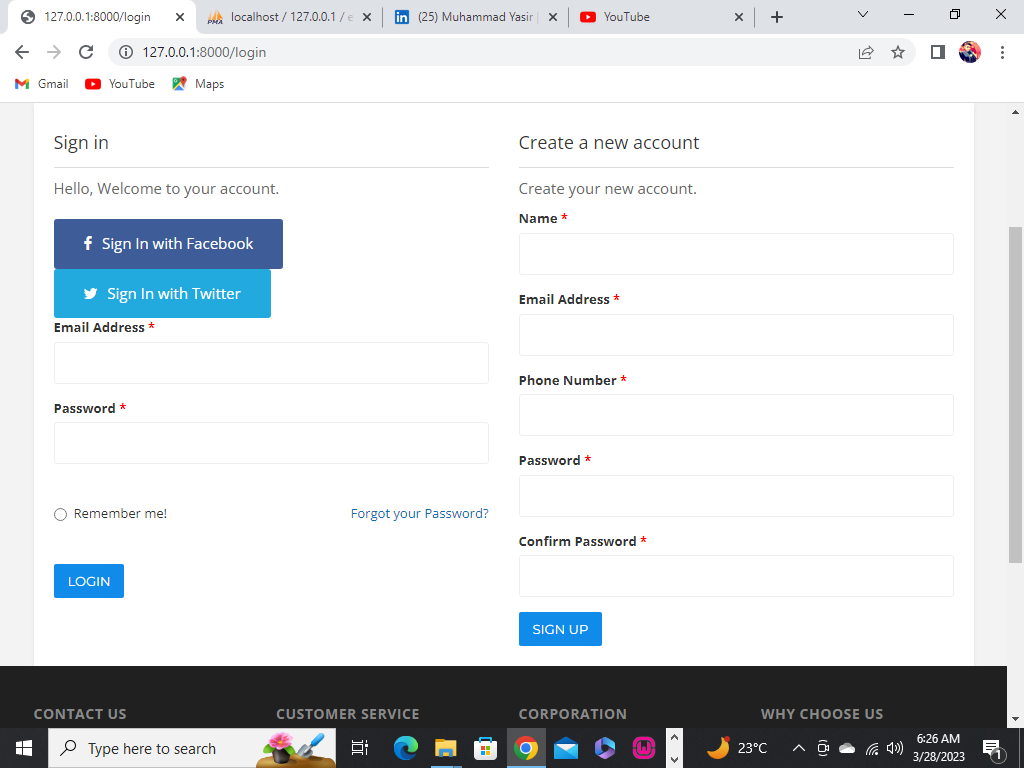 127.0.0.1:8000/login
localhost / 127.0.0.1 / e
(25) Muhammad Yasir
YouTube
127.0.0.1:8000/login
Gmail
YouTube
Maps
Sign in
Hello, Welcome to your account.
f Sign In with Facebook
Sign In with Twitter
Email Address *
Password *
Remember me!
Forgot your Password?
LOGIN
Create a new account
Create your new account.
Name *
Email Address *
Phone Number *
Password *
Confirm Password *
SIGN UP
CONTACT US
CUSTOMER SERVICE
CORPORATION
WHY CHOOSE US
Type here to search
23°C
6:26 AM
3/28/2023
1